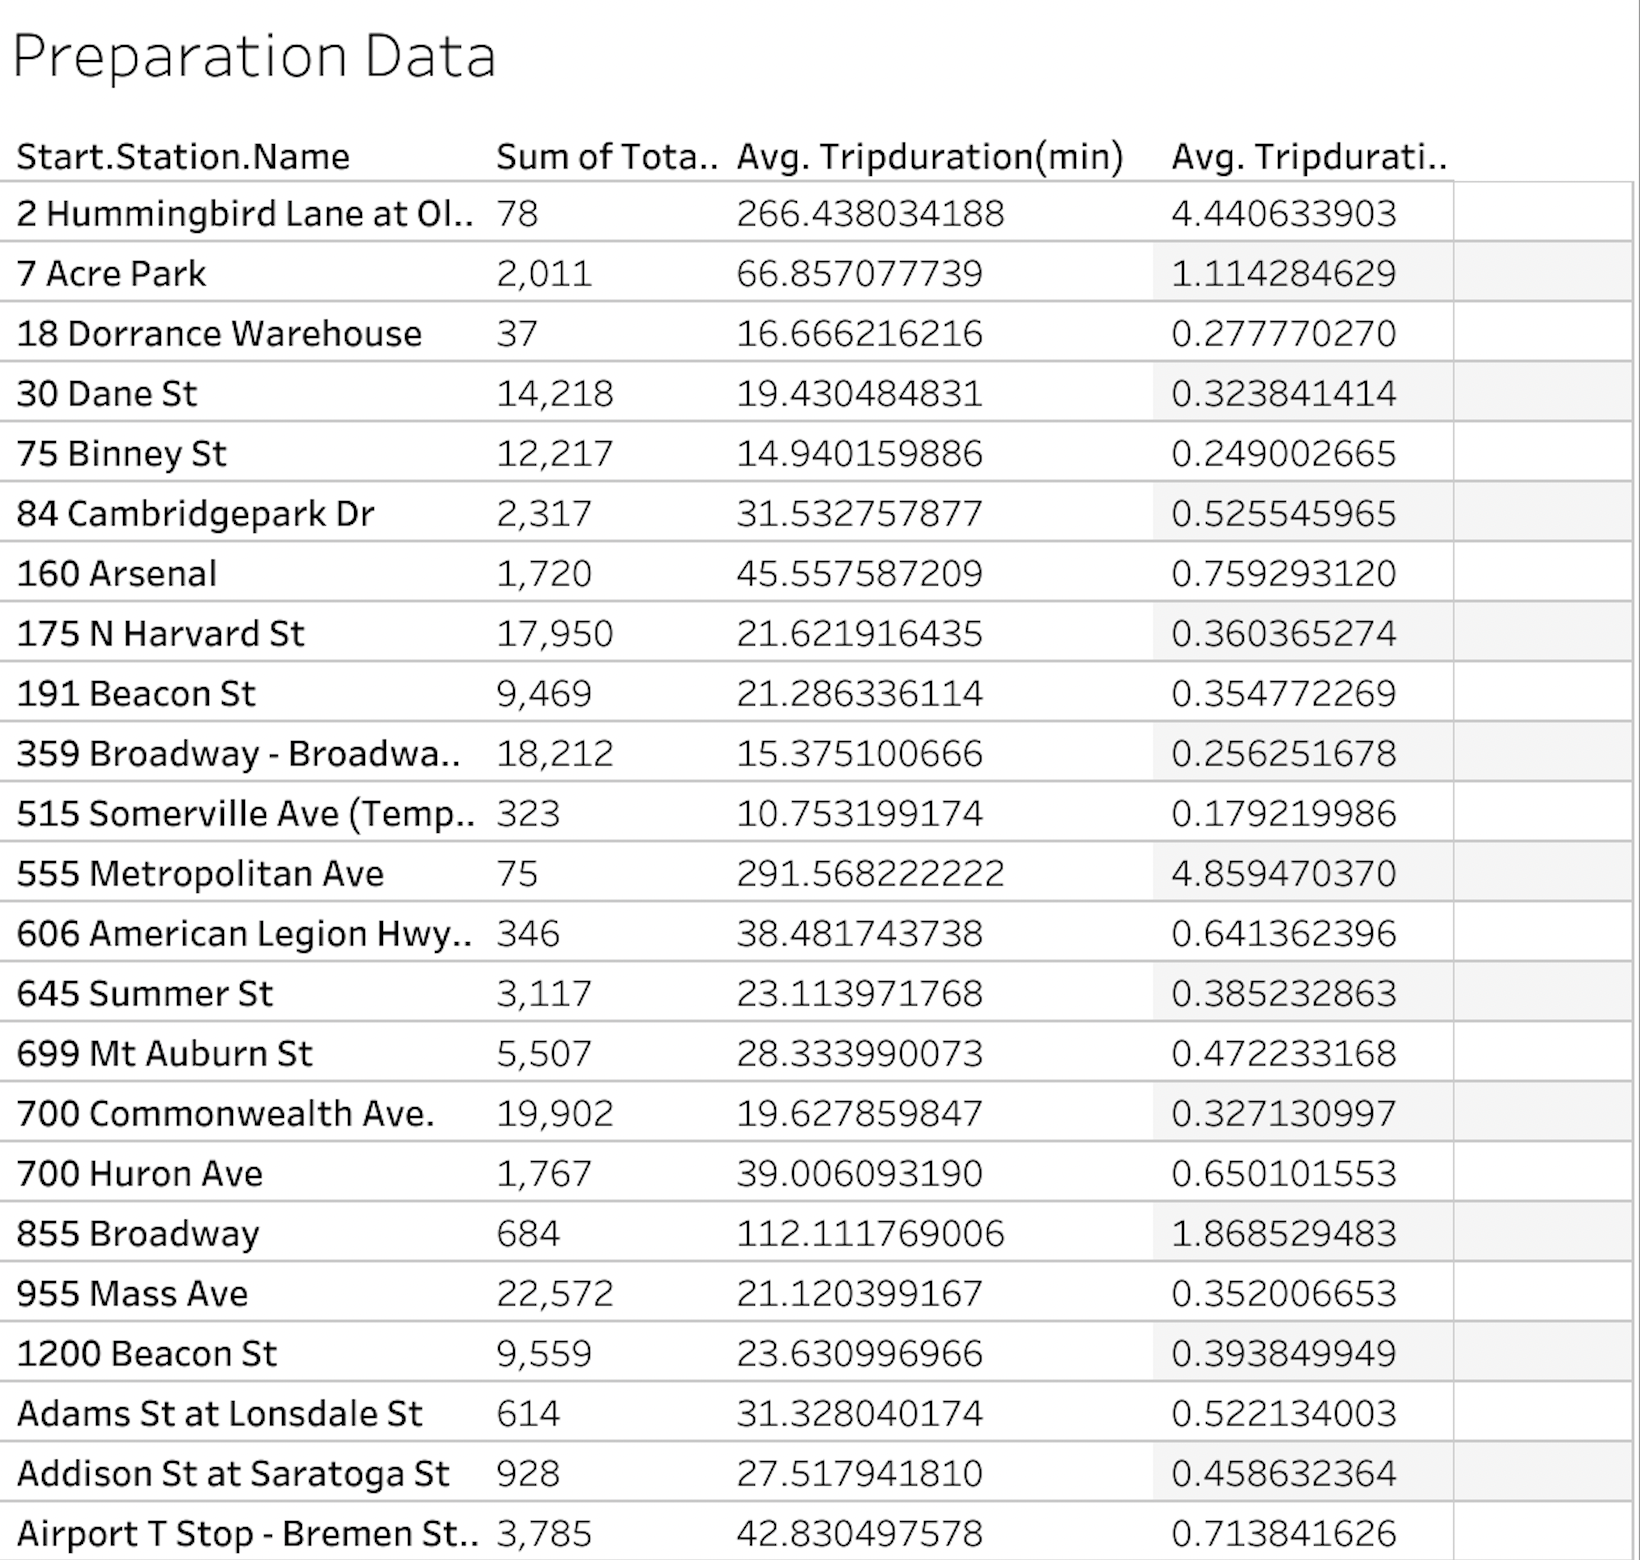 Preparation Data
Start.Station.Name Sum of Tota.. Avg. Tripduration(min) Avg. Tripdurati..
2 Hummingbird Lane at Ol.. 78 266.438034188 4.440633903
7 Acre Park 2,011 66.857077739 1.114284629
18 Dorrance Warehouse 37 16.666216216 0.277770270
30 Dane St 14,218 19.430484831 0.323841414
75 Binney St 12,217 14.940159886 0.249002665
84 Cambridgepark Dr 2,317 31.532757877 0.525545965
160 Arsenal 1,720 45.557587209 0.759293120
175 N Harvard St 17,950 21.621916435 0.360365274
191 Beacon St 9,469 21.286336114 0.354772269
359 Broadway - Broadwa.. 18,212 15.375100666 0.256251678
515 Somerville Ave (Temp.. 323 10.753199174 0.179219986
555 Metropolitan Ave 75 291.568222222 4.859470370
606 American Legion Hwy.. 346 38.481743738 0.641362396
645 Summer St 3,117 23.113971768 0.385232863
699 Mt Auburn St 5,507 28.333990073 0.472233168
700 Commonwealth Ave. 19,902 19.627859847 0.327130997
700 Huron Ave 1,767 39.006093190 0.650101553
855 Broadway 684 112.111769006 1.868529483
955 Mass Ave 22,572 21.120399167 0.352006653
1200 Beacon St 9,559 23.630996966 0.393849949
Adams St at Lonsdale St 614 31.328040174 0.522134003
Addison St at Saratoga St 928 27.517941810 0.458632364
Airport T Stop - Bremen St.. 3,785 42.830497578 0.713841626